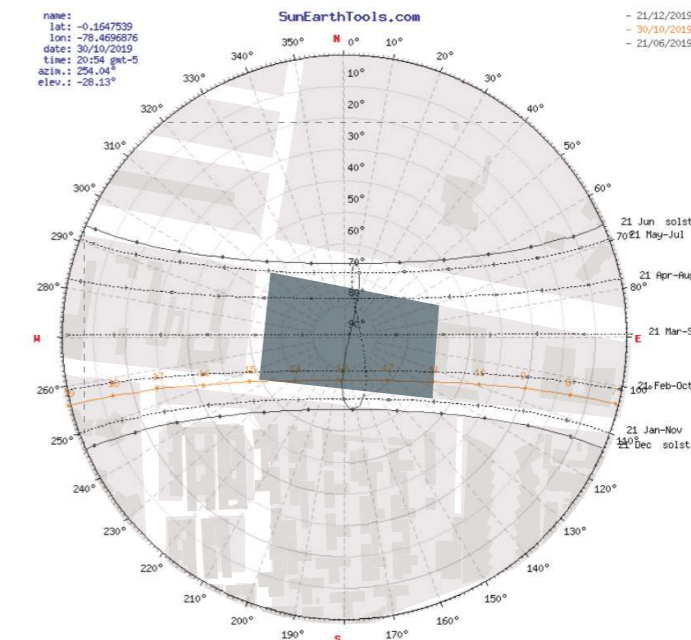 name:
SunEarthTools.com
lat: -0.1647539
lon: -78.4696876
date: 30/10/2019
time: 20:54 gmt-5
azim.: 254.04°
elev.: -28.13°
- 21/12/2019
- 30/10/2019
- 21/06/2019
N
350°
0°
10°
340°
20°
330°
30°
320°
40°
310°
50°
300°
60°
290°
70°
280°
80°
W
E
260°
100°
250°
110°
240°
120°
230°
130°
220°
140°
210°
150°
200°
160°
190°
S
170°
10°
20°
30°
40°
50°
60°
70°
21 Jun solst
21 May-Jul
21 Apr-Aug
21 Mar-S
21 Feb-Oct
21 Jan-Nov
21 Dec solst